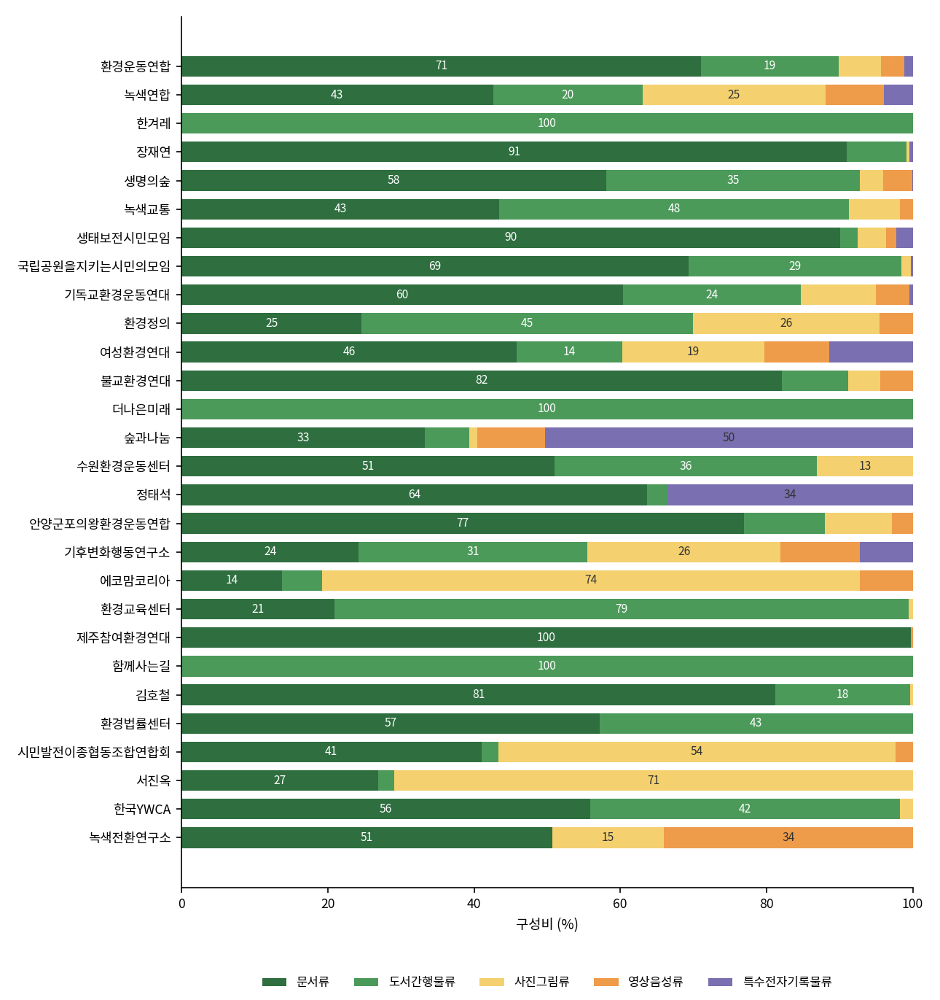 환경운동연합 71 19
녹색연합 43 20 25
한겨레 100
장재연 91
생명의숲 58 35
녹색교통 43 48
생태보전시민모임 90
국립공원을지키는시민의모임 69 29
기독교환경운동연대 60 24
환경정의 25 45 26
여성환경연대 46 14 19
불교환경연대 82
더나은미래 100
숲과나눔 33 50
수원환경운동센터 51 36 13
정태석 64 34
안양군포의왕환경운동연합 77
기후변화행동연구소 24 31 26
에코맘코리아 14 74
환경교육센터 21 79
제주참여환경연대 100
함께사는길 100
김호철 81 18
환경법률센터 57 43
시민발전이종협동조합연합회 41 54
서진옥 27 71
한국YWCA 56 42
녹색전환연구소 51 15 34
0 20 40 60 80 100
구성비 (%)
문서류 도서간행물류 사진그림류 영상음성류 특수전자기록물류